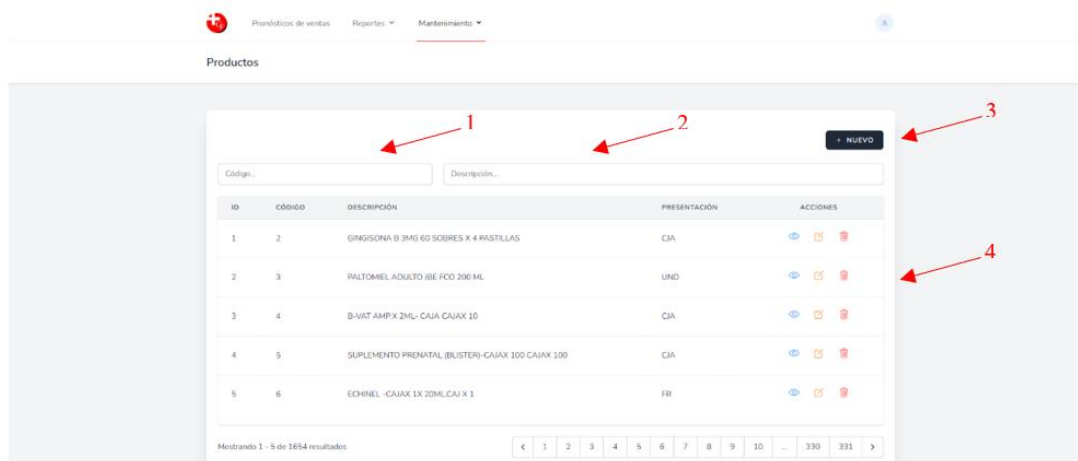 Pronósticos de ventas Reportes Mantenimiento A
Productos
1 2 3
+ NUEVO
Código... Descripción...
ID CÓDIGO DESCRIPCIÓN PRESENTACIÓN ACCIONES
1 2 GINGISONA B 3MG 60 SOBRES X 4 PASTILLAS CJA
2 3 PALTOMIEL ADULTO JBE FCO 200 ML UND
4
3 4 B-VAT AMP.X 2ML- CAJA CAJAX 10 CJA
4 5 SUPLEMENTO PRENATAL (BLISTER)-CAJAX 100 CAJAX 100 CJA
5 6 ECHINEL -CAJAX 1X 20ML.CAJ X 1 FR
Mostrando 1 - 5 de 1654 resultados < 1 2 3 4 5 6 7 8 9 10 ... 330 331 >